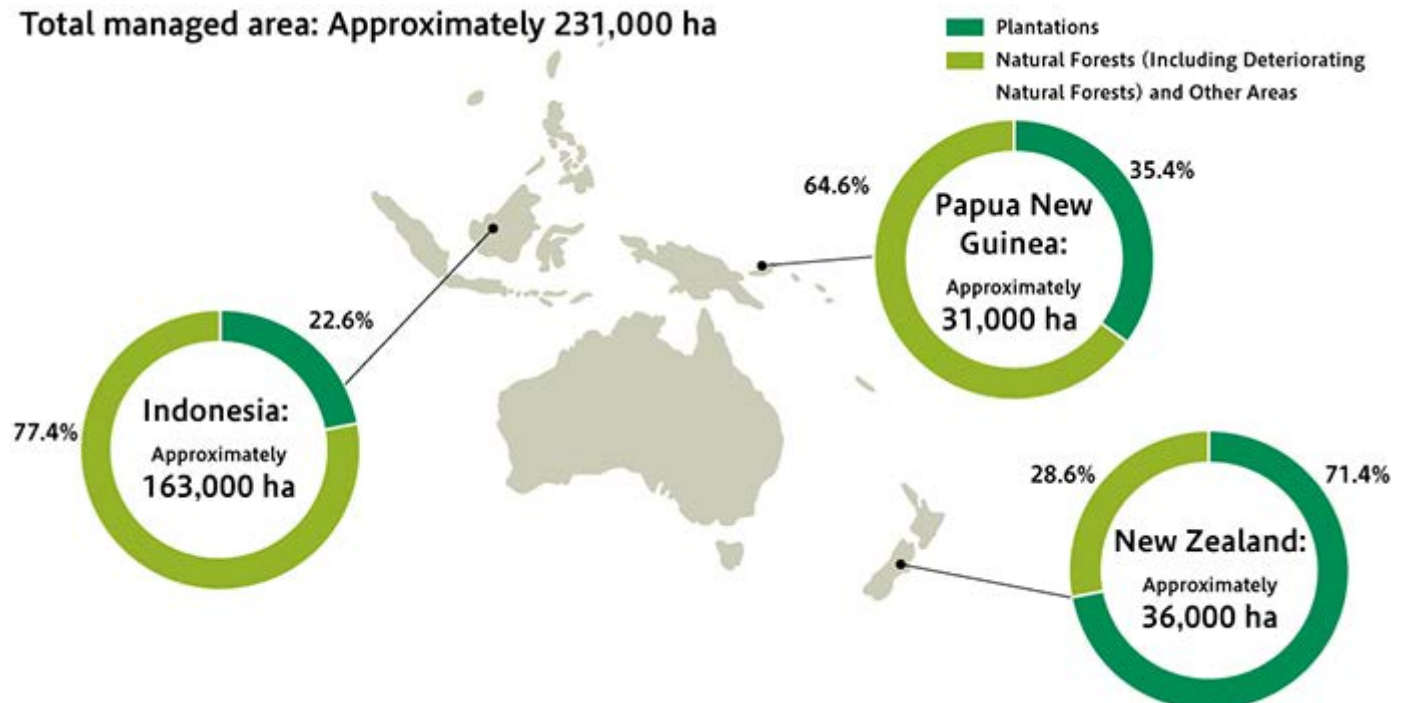 Total managed area: Approximately 231,000 ha
Plantations
Natural Forests (Including Deteriorating
Natural Forests) and Other Areas
64.6%
35.4%
Papua New
Guinea:
Approximately
31,000 ha
22.6%
77.4%
Indonesia:
Approximately
163,000 ha
28.6%
71.4%
New Zealand:
Approximately
36,000 ha